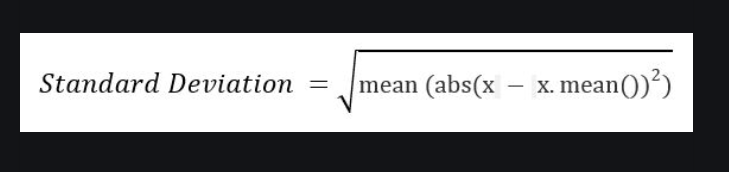 Standard Deviation = √mean (abs(x − x. mean())²)